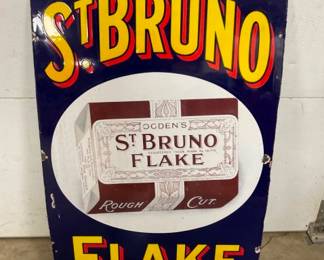 ST BRUNO
OGDEN'S
ST BRUNO
FLAKE
ROUGH CUT.
FLAKE